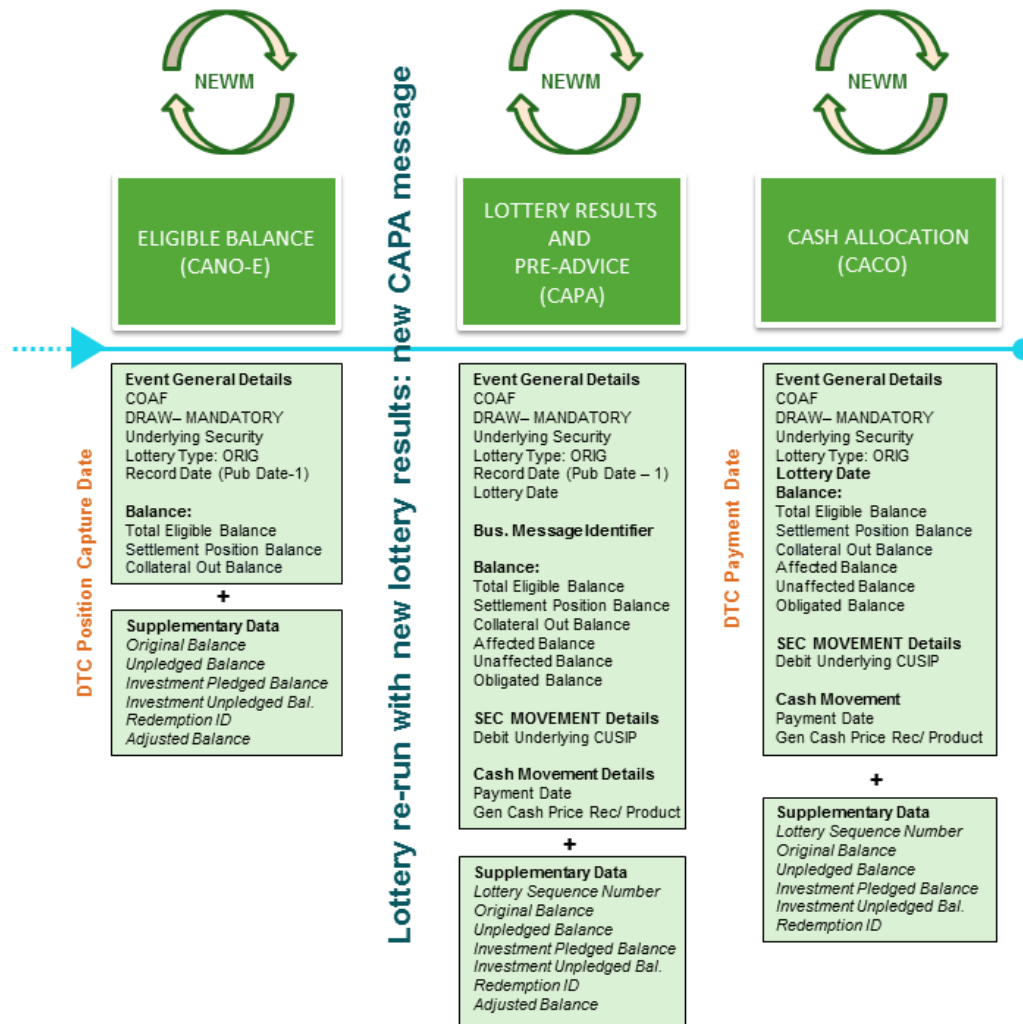 NEWM
ELIGIBLE BALANCE
(CANO-E)
DTC Position Capture Date
Event General Details
COAF
DRAW– MANDATORY
Underlying Security
Lottery Type: ORIG
Record Date (Pub Date-1)
Balance:
Total Eligible Balance
Settlement Position Balance
Collateral Out Balance
+
Supplementary Data
Original Balance
Unpledged Balance
Investment Pledged Balance
Investment Unpledged Bal.
Redemption ID
Adjusted Balance
Lottery re-run with new lottery results: new CAPA message
NEWM
LOTTERY RESULTS
AND
PRE-ADVICE
(CAPA)
Event General Details
COAF
DRAW– MANDATORY
Underlying Security
Lottery Type: ORIG
Record Date (Pub Date – 1)
Lottery Date
Bus. Message Identifier
Balance:
Total Eligible Balance
Settlement Position Balance
Collateral Out Balance
Affected Balance
Unaffected Balance
Obligated Balance
SEC MOVEMENT Details
Debit Underlying CUSIP
Cash Movement Details
Payment Date
Gen Cash Price Rec/ Product
+
Supplementary Data
Lottery Sequence Number
Original Balance
Unpledged Balance
Investment Pledged Balance
Investment Unpledged Bal.
Redemption ID
Adjusted Balance
DTC Payment Date
NEWM
CASH ALLOCATION
(CACO)
Event General Details
COAF
DRAW– MANDATORY
Underlying Security
Lottery Type: ORIG
Lottery Date
Balance:
Total Eligible Balance
Settlement Position Balance
Collateral Out Balance
Affected Balance
Unaffected Balance
Obligated Balance
SEC MOVEMENT Details
Debit Underlying CUSIP
Cash Movement
Payment Date
Gen Cash Price Rec/ Product
+
Supplementary Data
Lottery Sequence Number
Original Balance
Unpledged Balance
Investment Pledged Balance
Investment Unpledged Bal.
Redemption ID